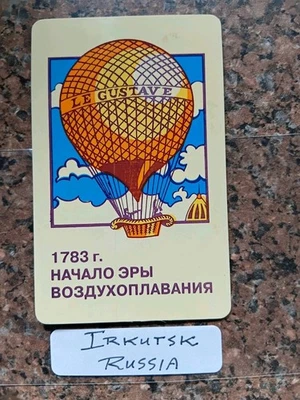 LE GUSTAVE
1783 г.
НАЧАЛО ЭРЫ
ВОЗДУХОПЛАВАНИЯ
IRKUTSK
RUSSIA